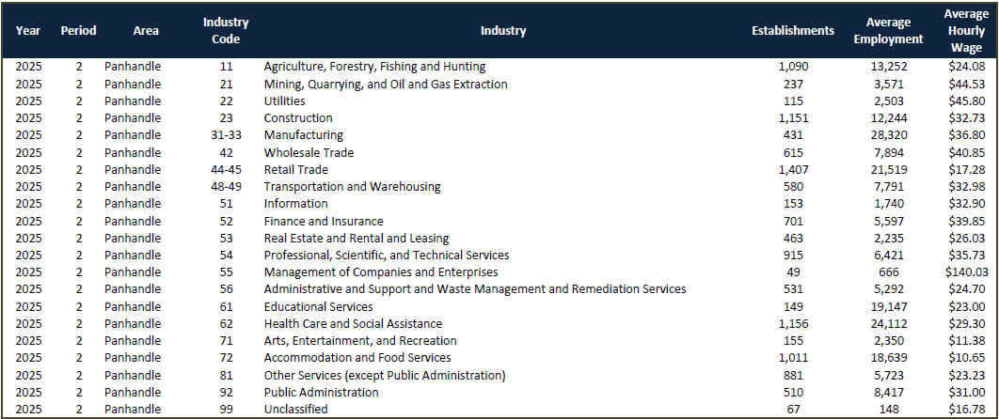 Year Period Area Industry Code Industry Establishments Average Employment Average Hourly Wage
2025 2 Panhandle 11 Agriculture, Forestry, Fishing and Hunting 1,090 13,252 $24.08
2025 2 Panhandle 21 Mining, Quarrying, and Oil and Gas Extraction 237 3,571 $44.53
2025 2 Panhandle 22 Utilities 115 2,503 $45.80
2025 2 Panhandle 23 Construction 1,151 12,244 $32.73
2025 2 Panhandle 31-33 Manufacturing 431 28,320 $36.80
2025 2 Panhandle 42 Wholesale Trade 615 7,894 $40.85
2025 2 Panhandle 44-45 Retail Trade 1,407 21,519 $17.28
2025 2 Panhandle 48-49 Transportation and Warehousing 580 7,791 $32.98
2025 2 Panhandle 51 Information 153 1,740 $32.90
2025 2 Panhandle 52 Finance and Insurance 701 5,597 $39.85
2025 2 Panhandle 53 Real Estate and Rental and Leasing 463 2,235 $26.03
2025 2 Panhandle 54 Professional, Scientific, and Technical Services 915 6,421 $35.73
2025 2 Panhandle 55 Management of Companies and Enterprises 49 666 $140.03
2025 2 Panhandle 56 Administrative and Support and Waste Management and Remediation Services 531 5,292 $24.70
2025 2 Panhandle 61 Educational Services 149 19,147 $23.00
2025 2 Panhandle 62 Health Care and Social Assistance 1,156 24,112 $29.30
2025 2 Panhandle 71 Arts, Entertainment, and Recreation 155 2,350 $11.38
2025 2 Panhandle 72 Accommodation and Food Services 1,011 18,639 $10.65
2025 2 Panhandle 81 Other Services (except Public Administration) 881 5,723 $23.23
2025 2 Panhandle 92 Public Administration 510 8,417 $31.00
2025 2 Panhandle 99 Unclassified 67 148 $16.78